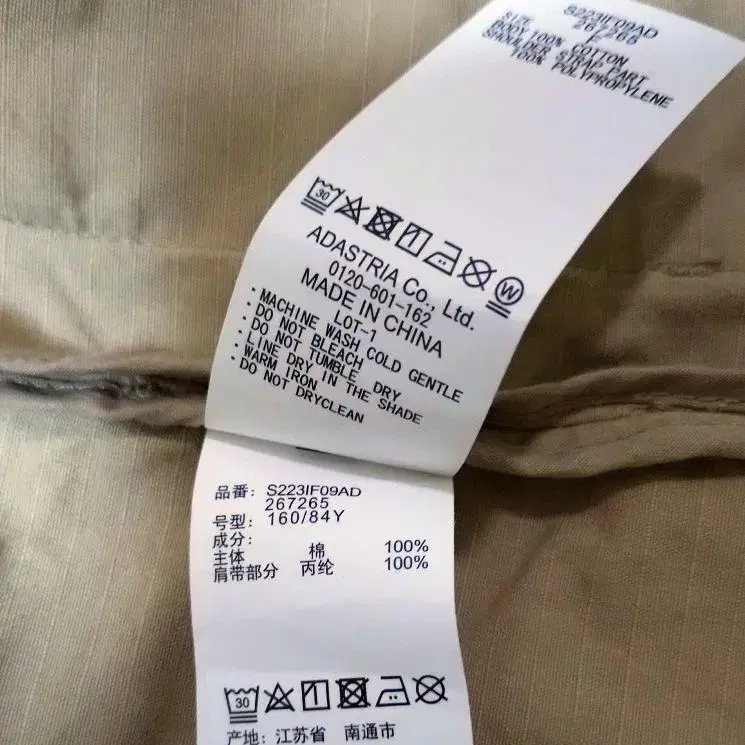 S223IF09AD
267265
SIZE F
BODY 100% COTTON
SHOULDER STRAP PART
100% POLYPROPYLENE
30
W
ADASTRIA Co., Ltd.
0120-601-162
MADE IN CHINA
LOT-1
・MACHINE WASH COLD GENTLE
・DO NOT BLEACH
・DO NOT TUMBLE DRY
・LINE DRY IN THE SHADE
・WARM IRON
・DO NOT DRYCLEAN
品番: S223IF09AD
267265
号型: 160/84Y
成分:
主体 棉 100%
肩带部分 丙纶 100%
30
产地: 江苏省 南通市